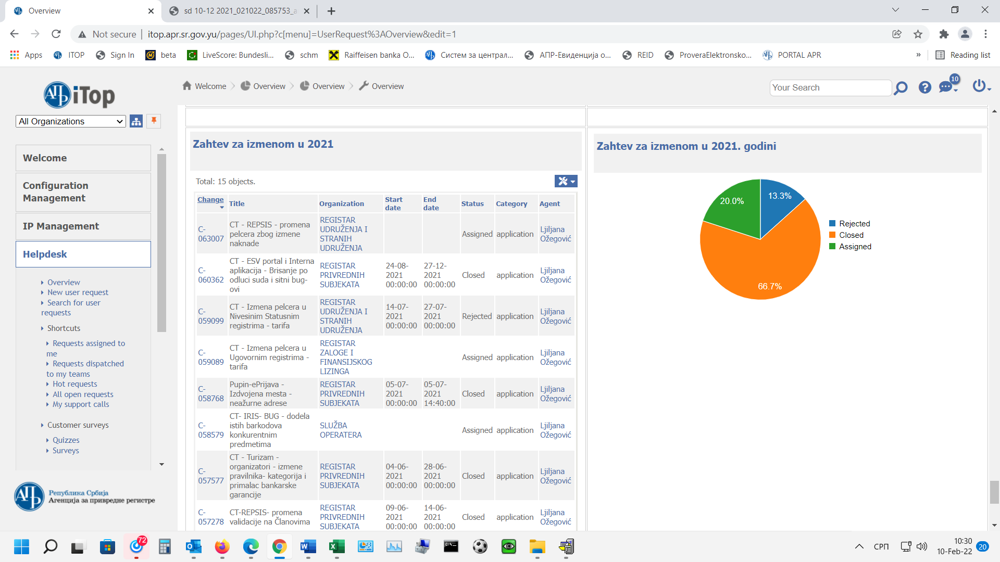 Overview
sd 10-12 2021_021022_085753_a
Not secure
itop.apr.sr.gov.yu/pages/UI.php?c[menu]=UserRequest%3AOverview&edit=1
Apps
ITOP
Sign In
beta
LiveScore: Bundesli...
schm
Raiffeisen banka O...
Систем за централ...
АПР-Евиденција о...
REID
ProveraElektronsko...
PORTAL APR
»
Reading list
АПР iTop
Welcome
Overview
Overview
Overview
Your Search
10
All Organizations
Welcome
Configuration
Management
IP Management
Helpdesk
Overview
New user request
Search for user
requests
Shortcuts
Requests assigned to
me
Requests dispatched
to my teams
Hot requests
All open requests
My support calls
Customer surveys
Quizzes
Surveys
АПР
Република Србија
Агенција за привредне регистре
Zahtev za izmenom u 2021
Total: 15 objects.
Change Title Organization Start date End date Status Category Agent
C-063007 CT - REPSIS - promena pelcera zbog izmene naknade REGISTAR UDRUŽENJA I STRANIH UDRUŽENJA Assigned application Ljiljana Ožegović
C-060362 CT - ESV portal i Interna aplikacija - Brisanje po odluci suda i sitni bug-ovi REGISTAR PRIVREDNIH SUBJEKATA 24-08-2021 00:00:00 27-12-2021 00:00:00 Closed application Ljiljana Ožegović
C-059099 CT - Izmena pelcera u Nivesinim Statusnim registrima - tarifa REGISTAR UDRUŽENJA I STRANIH UDRUŽENJA 14-07-2021 00:00:00 27-07-2021 00:00:00 Rejected application Ljiljana Ožegović
C-059089 CT - Izmena pelcera u Ugovornim registrima - tarifa REGISTAR ZALOGE I FINANSIJSKOG LIZINGA Assigned application Ljiljana Ožegović
C-058768 Pupin-ePrijava - Izdvojena mesta - neažurne adrese REGISTAR PRIVREDNIH SUBJEKATA 05-07-2021 00:00:00 05-07-2021 14:40:00 Closed application Ljiljana Ožegović
C-058579 CT- IRIS- BUG - dodela istih barkodova konkurentnim predmetima SLUŽBA OPERATERA Assigned application Ljiljana Ožegović
C-057577 CT - Turizam - organizatori - izmene pravilnika- kategorija i primalac bankarske garancije REGISTAR PRIVREDNIH SUBJEKATA 04-06-2021 00:00:00 28-06-2021 00:00:00 Closed application Ljiljana Ožegović
C-057278 CT-REPSIS- promena validacije na Članovima REGISTAR PRIVREDNIH SUBJEKATA 09-06-2021 00:00:00 14-06-2021 00:00:00 Closed application Ljiljana Ožegović
Zahtev za izmenom u 2021. godini
20.0%
13.3%
66.7%
Rejected
Closed
Assigned
72
СРП
10:30
10-Feb-22
20